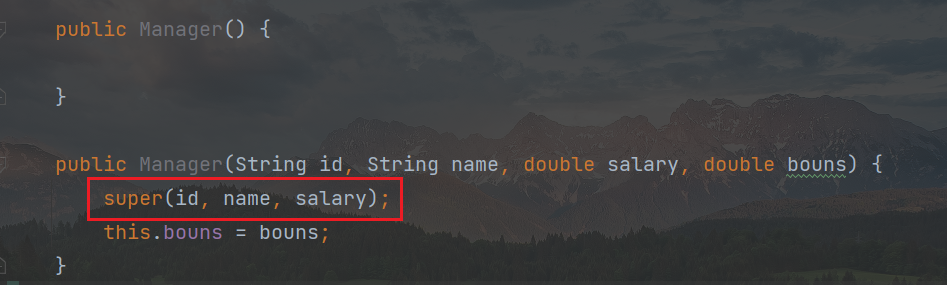 public Manager() {
}
public Manager(String id, String name, double salary, double bouns) {
super(id, name, salary);
this.bouns = bouns;
}